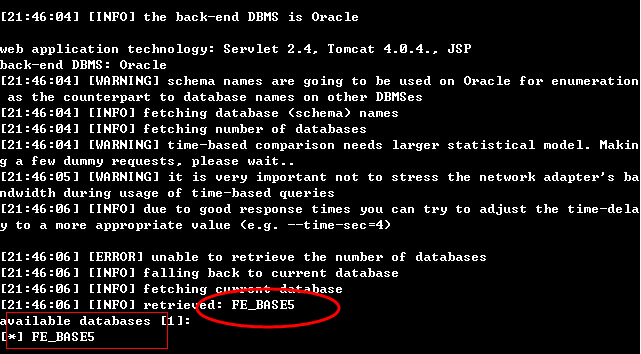 [21:46:04] [INFO] the back-end DBMS is Oracle
web application technology: Servlet 2.4, Tomcat 4.0.4., JSP
back-end DBMS: Oracle
[21:46:04] [WARNING] schema names are going to be used on Oracle for enumeration
as the counterpart to database names on other DBMSes
[21:46:04] [INFO] fetching database (schema) names
[21:46:04] [INFO] fetching number of databases
[21:46:04] [WARNING] time-based comparison needs larger statistical model. Makin
g a few dummy requests, please wait..
[21:46:05] [WARNING] it is very important not to stress the network adapter's ba
ndwidth during usage of time-based queries
[21:46:06] [INFO] due to good response times you can try to adjust the time-dela
y to a more appropriate value (e.g. --time-sec=4)
[21:46:06] [ERROR] unable to retrieve the number of databases
[21:46:06] [INFO] falling back to current database
[21:46:06] [INFO] fetching current database
[21:46:06] [INFO] retrieved: FE_BASE5
available databases [1]:
[*] FE_BASE5